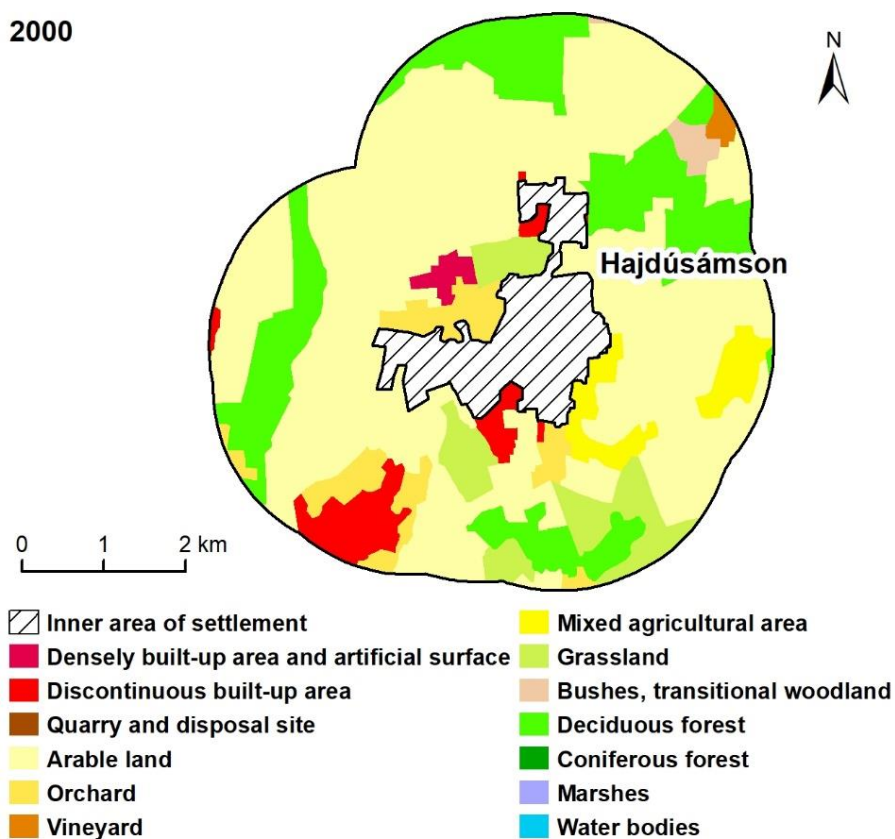 2000
N
Hajdúsámson
0 1 2 km
Inner area of settlement
Densely built-up area and artificial surface
Discontinuous built-up area
Quarry and disposal site
Arable land
Orchard
Vineyard
Mixed agricultural area
Grassland
Bushes, transitional woodland
Deciduous forest
Coniferous forest
Marshes
Water bodies